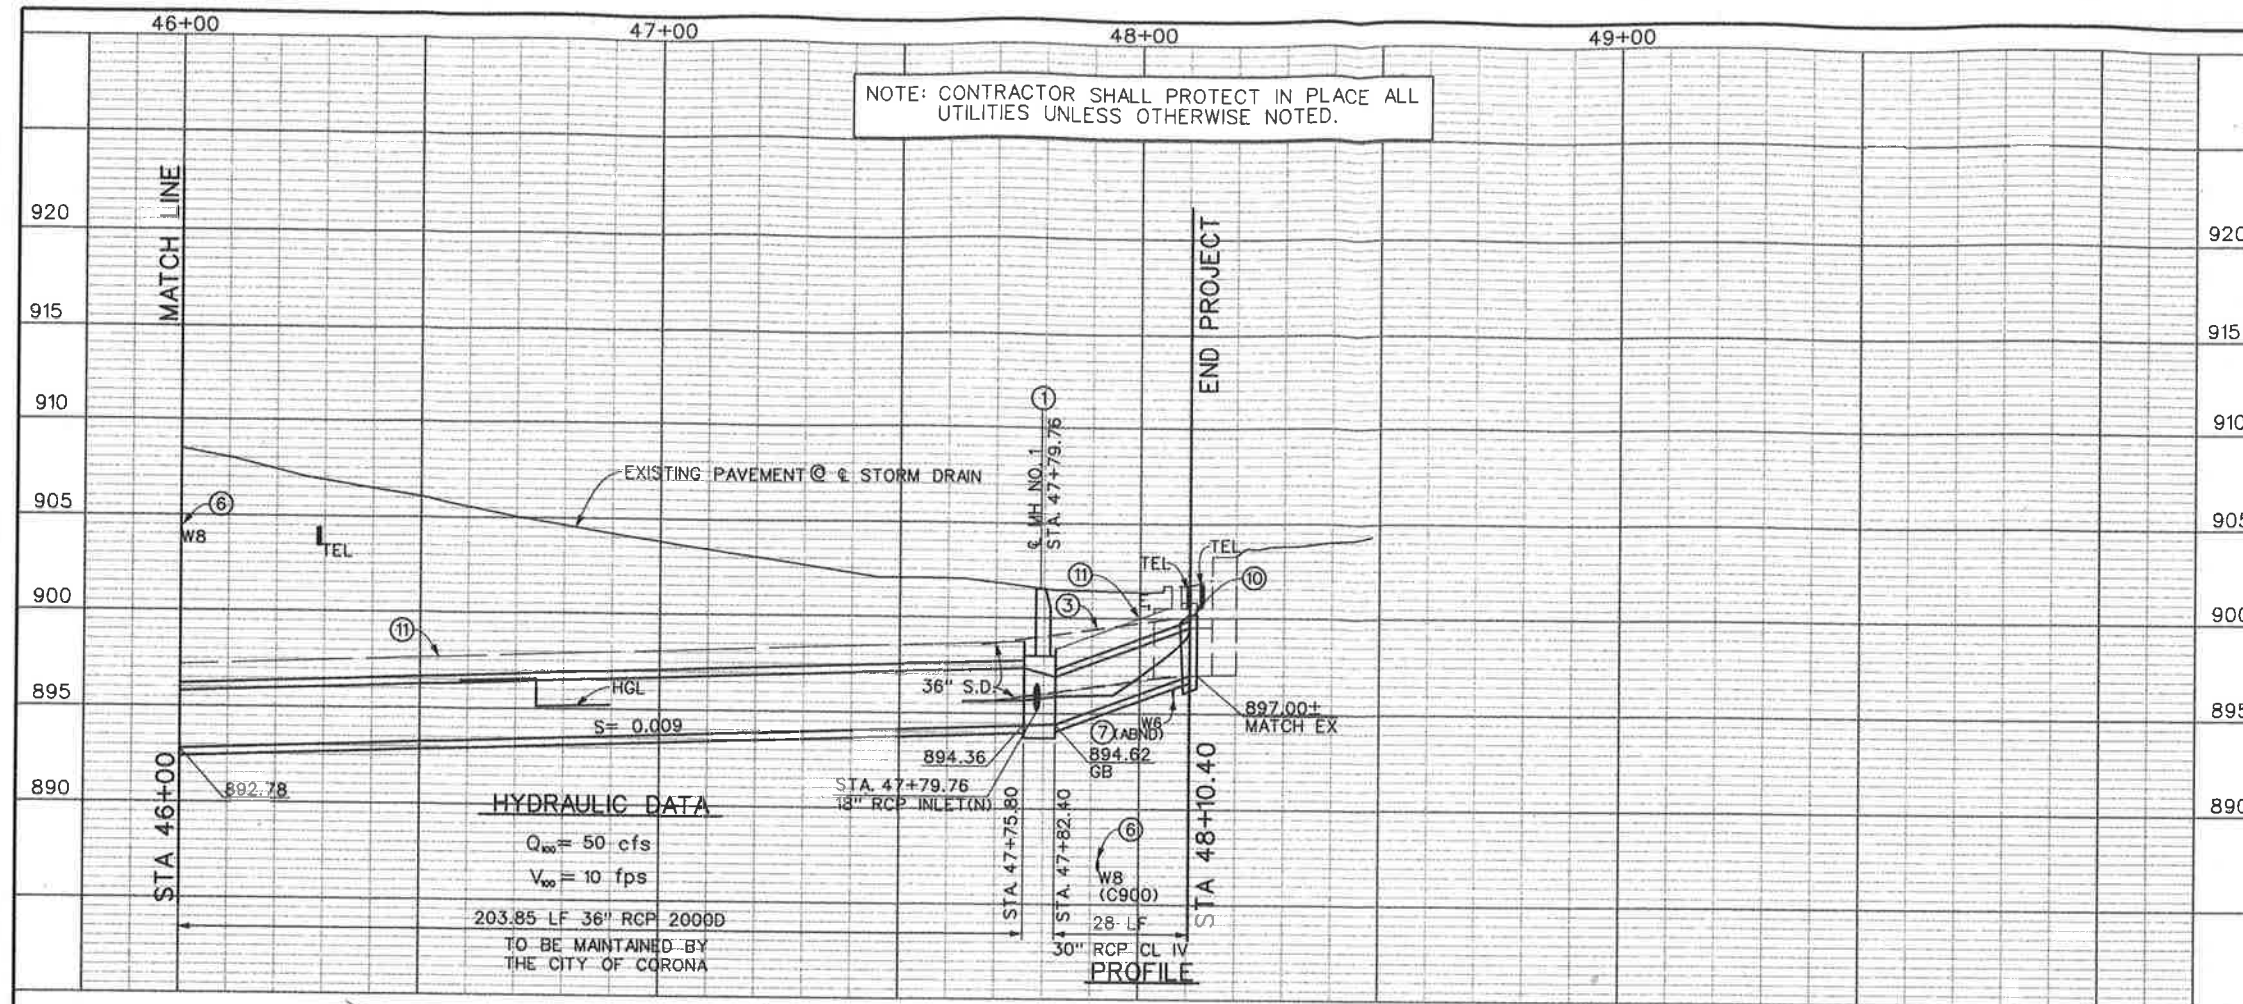 46+00
47+00
48+00
49+00
NOTE: CONTRACTOR SHALL PROTECT IN PLACE ALL
UTILITIES UNLESS OTHERWISE NOTED.
MATCH LINE
END PROJECT
920
920
915
915
910
910
905
905
900
900
895
895
890
890
1
℄ MH NO. 1
STA. 47+79.76
EXISTING PAVEMENT @ ℄ STORM DRAIN
6
W8
TEL
TEL
TEL
11
3
10
11
HGL
36" S.D.
S= 0.009
W6
7 (ABND)
897.00±
MATCH EX
894.36
894.62
GB
STA. 47+79.76
18" RCP INLET(N)
892.78
STA 46+00
HYDRAULIC DATA
Q100= 50 cfs
V100= 10 fps
203.85 LF 36" RCP 2000D
TO BE MAINTAINED BY
THE CITY OF CORONA
STA. 47+75.80
STA. 47+82.40
6
W8
(C900)
STA 48+10.40
28 LF
30" RCP CL IV
PROFILE